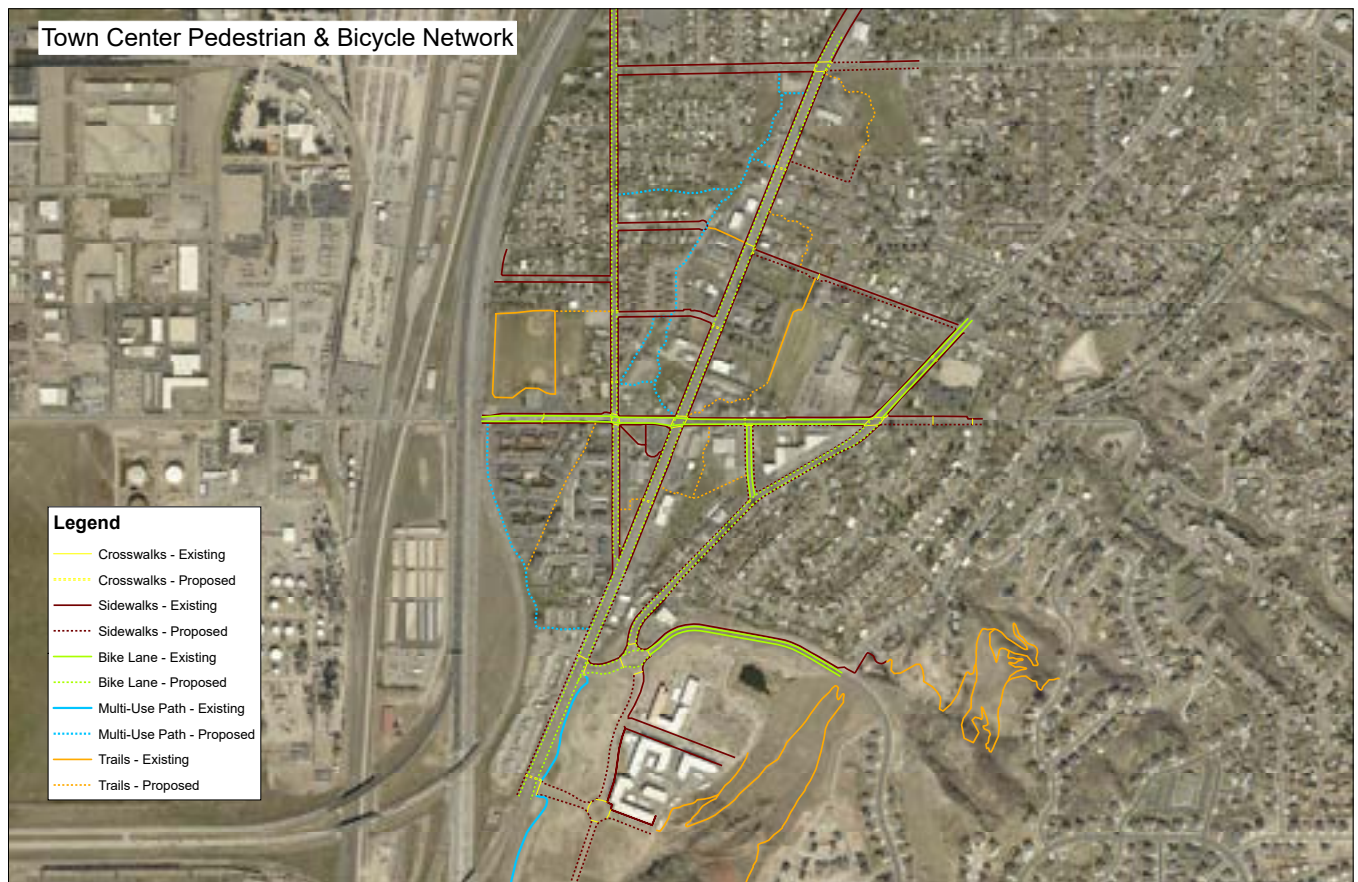 Town Center Pedestrian & Bicycle Network
Legend
Crosswalks - Existing
Crosswalks - Proposed
Sidewalks - Existing
Sidewalks - Proposed
Bike Lane - Existing
Bike Lane - Proposed
Multi-Use Path - Existing
Multi-Use Path - Proposed
Trails - Existing
Trails - Proposed